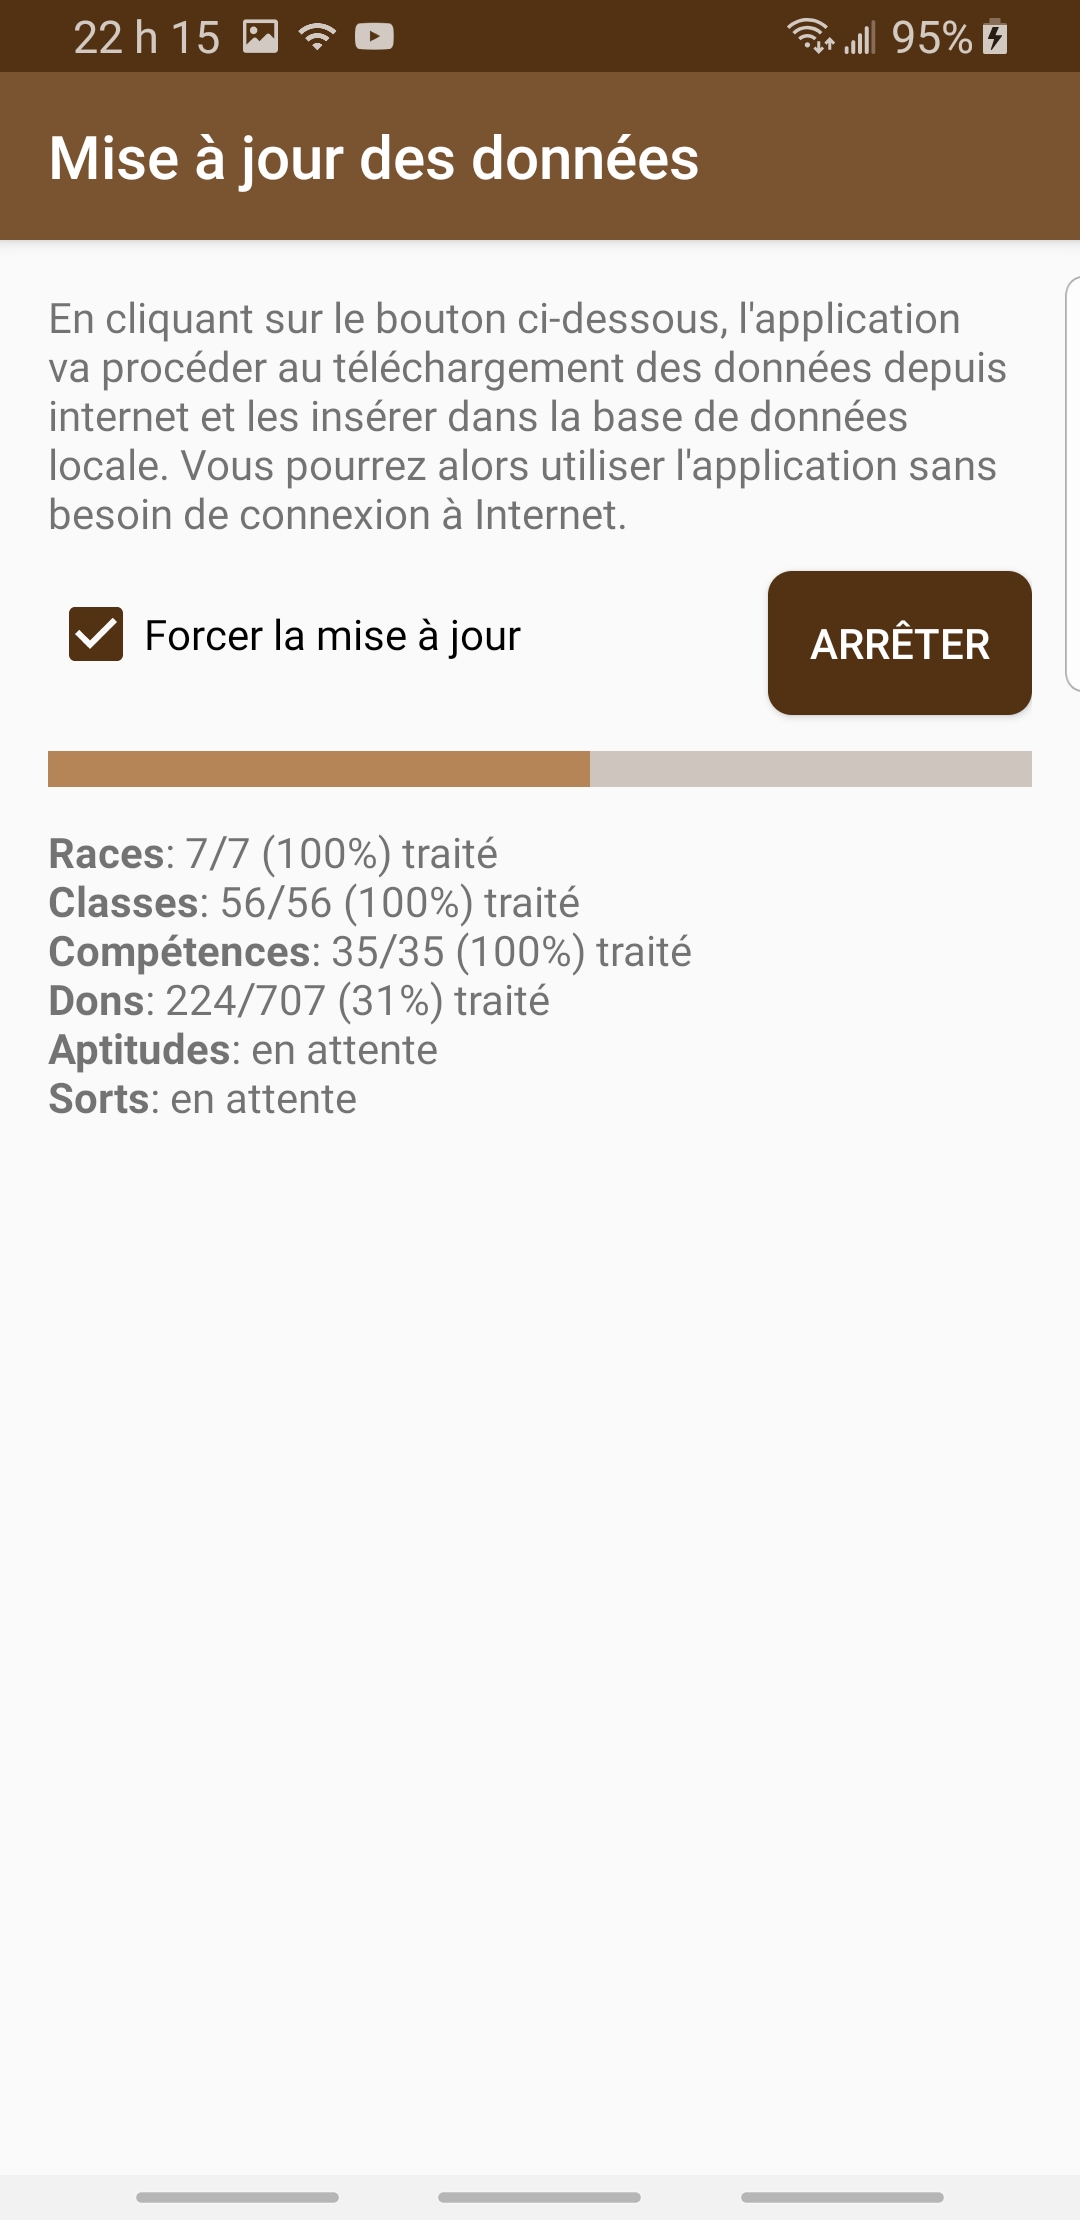 22 h 15 95%
Mise à jour des données
En cliquant sur le bouton ci-dessous, l'application
va procéder au téléchargement des données depuis
internet et les insérer dans la base de données
locale. Vous pourrez alors utiliser l'application sans
besoin de connexion à Internet.
Forcer la mise à jour
ARRÊTER
Races: 7/7 (100%) traité
Classes: 56/56 (100%) traité
Compétences: 35/35 (100%) traité
Dons: 224/707 (31%) traité
Aptitudes: en attente
Sorts: en attente